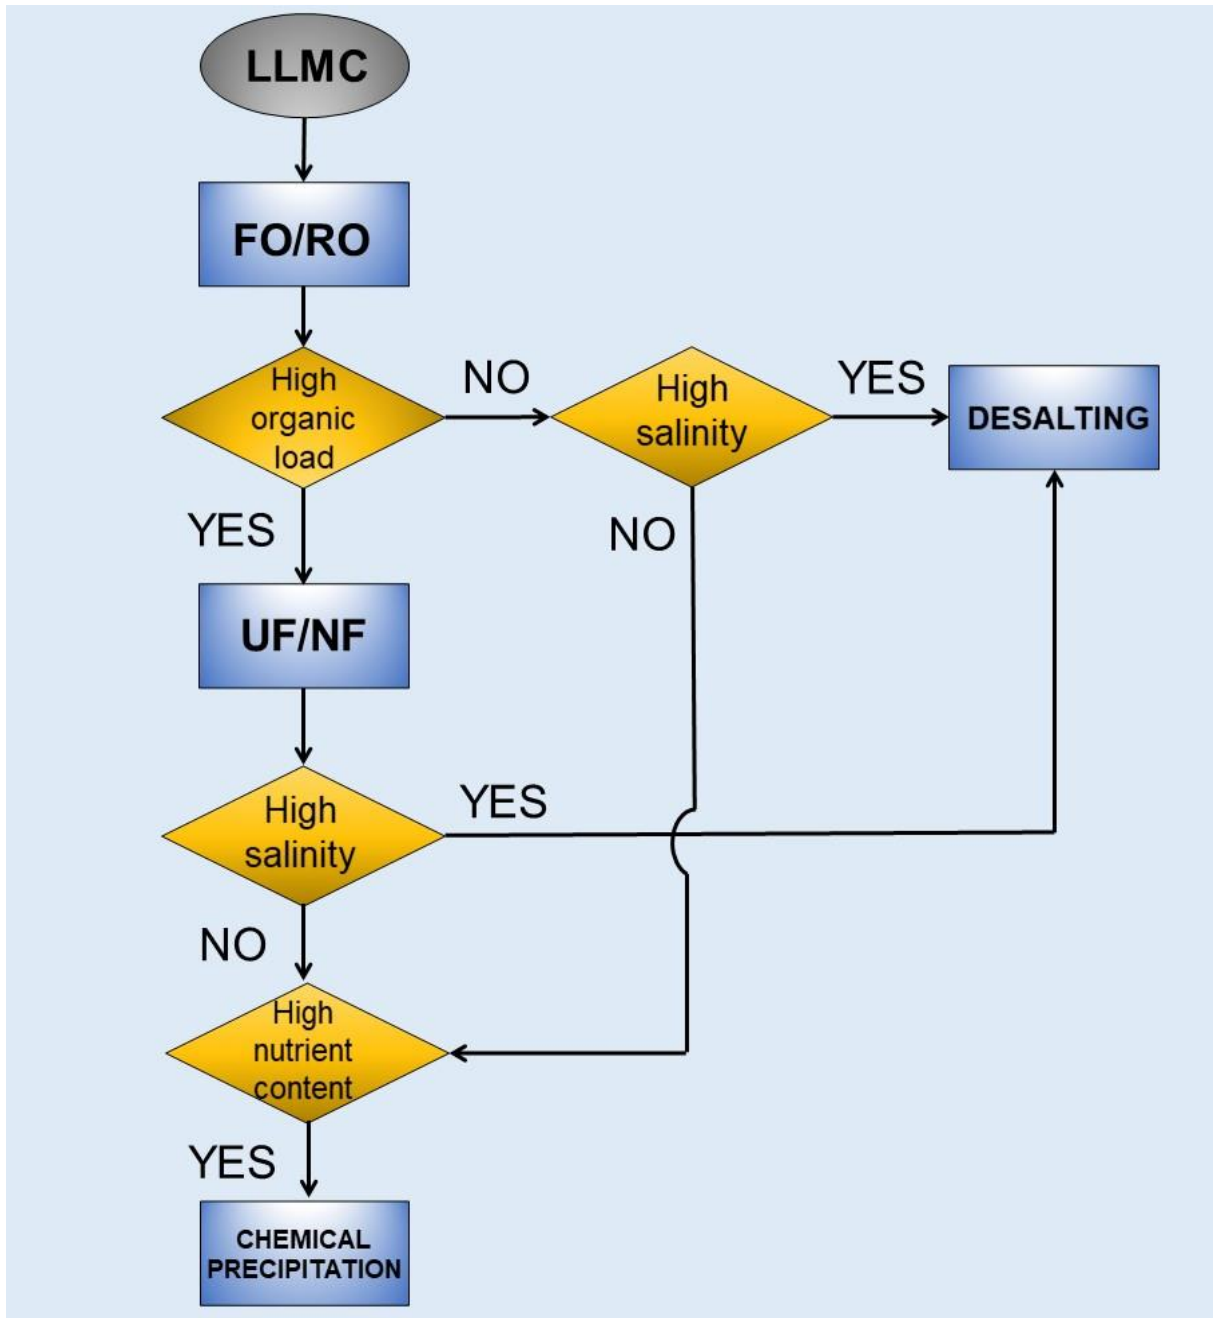 LLMC
FO/RO
High
organic
load
NO
High
salinity
YES
DESALTING
YES
NO
UF/NF
High
salinity
YES
NO
High
nutrient
content
YES
CHEMICAL
PRECIPITATION